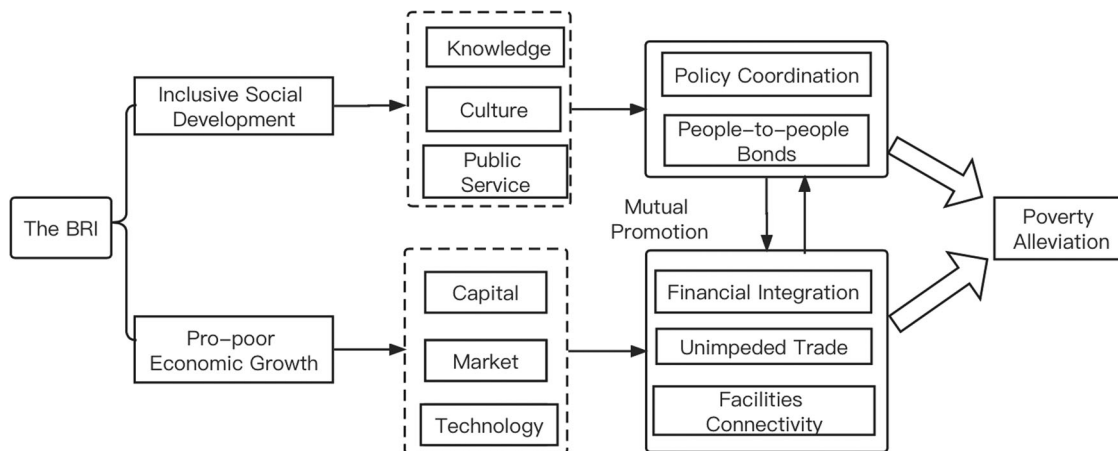 The BRI
Inclusive Social
Development
Knowledge
Culture
Public
Service
Policy Coordination
People-to-people
Bonds
Mutual
Promotion
Pro-poor
Economic Growth
Capital
Market
Technology
Financial Integration
Unimpeded Trade
Facilities
Connectivity
Poverty
Alleviation